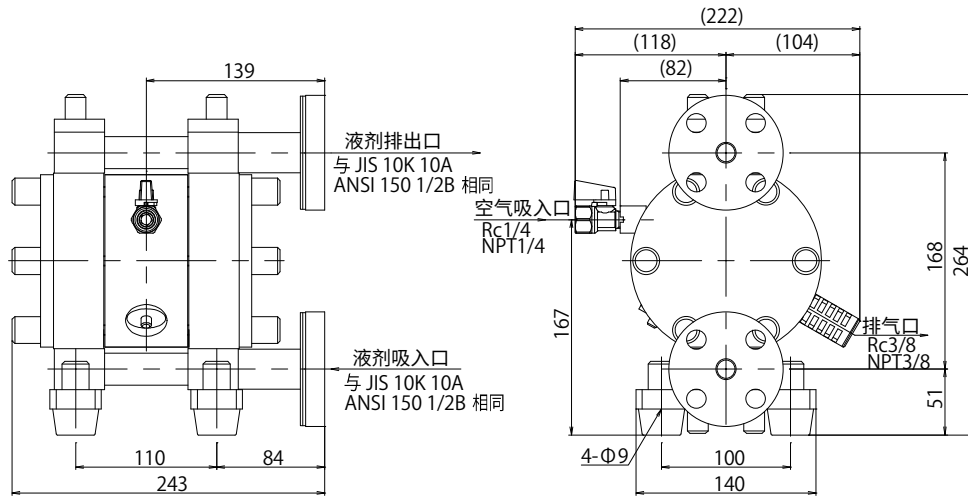 139
液剂排出口
与 JIS 10K 10A
ANSI 150 1/2B 相同
液剂吸入口
与 JIS 10K 10A
ANSI 150 1/2B 相同
110
84
243
(222)
(118)
(104)
(82)
空气吸入口
Rc1/4
NPT1/4
167
168
264
排气口
Rc3/8
NPT3/8
51
4-Φ9
100
140